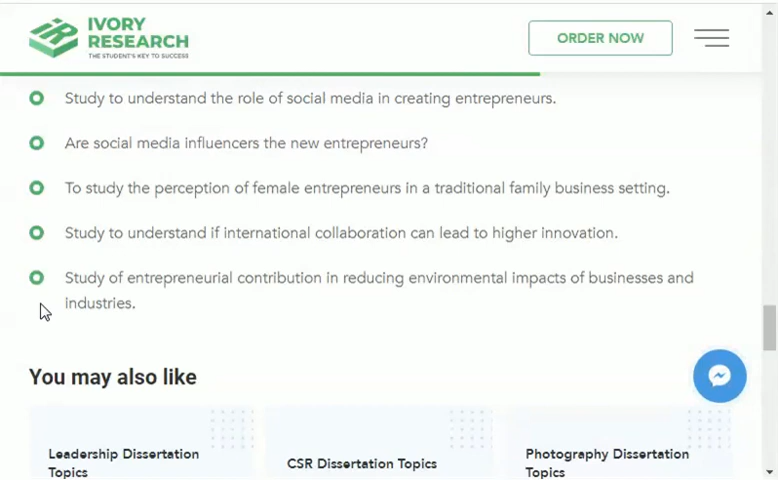 IVORY
RESEARCH
THE STUDENT'S KEY TO SUCCESS
ORDER NOW
Study to understand the role of social media in creating entrepreneurs.
Are social media influencers the new entrepreneurs?
To study the perception of female entrepreneurs in a traditional family business setting.
Study to understand if international collaboration can lead to higher innovation.
Study of entrepreneurial contribution in reducing environmental impacts of businesses and
industries.
You may also like
Leadership Dissertation
Topics
CSR Dissertation Topics
Photography Dissertation
Topics